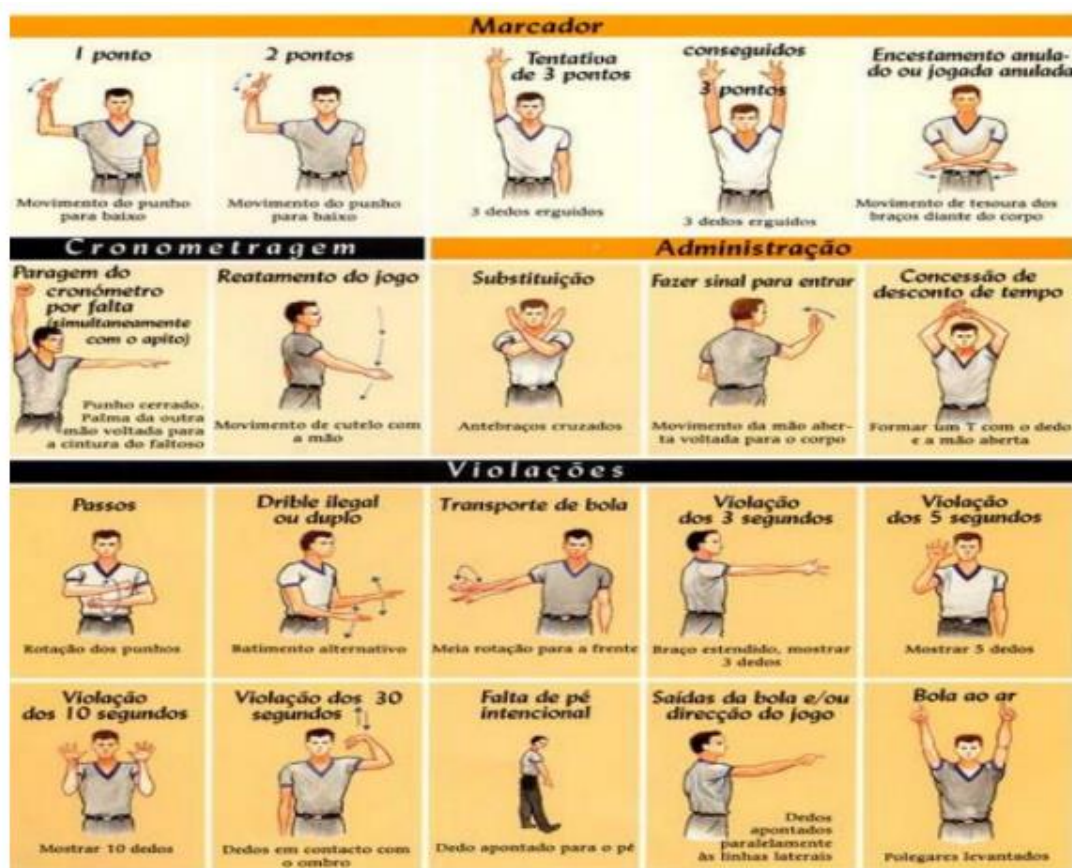 Marcador
1 ponto
Movimento do punho
para baixo
2 pontos
Movimento do punho
para baixo
Tentativa
de 3 pontos
3 dedos erguidos
conseguidos
3 pontos
3 dedos erguidos
Encestamento anula-
do ou jogada anulada
Movimento de tesoura dos
braços diante do corpo
Cronometragem
Paragem do
cronómetro
por falta
(simultaneamente
com o apito)
Punho cerrado.
Palma da outra
mão voltada para
a cintura do faltoso
Reatamento do jogo
Movimento de cutelo com
a mão
Administração
Substituição
Antebraços cruzados
Fazer sinal para entrar
Movimento da mão aber-
ta voltada para o corpo
Concessão de
desconto de tempo
Formar um T com o dedo
e a mão aberta
Violações
Passos
Rotação dos punhos
Drible ilegal
ou duplo
Batimento alternativo
Transporte de bola
Meia rotação para a frente
Violação
dos 3 segundos
Braço estendido, mostrar
3 dedos
Violação
dos 5 segundos
Mostrar 5 dedos
Violação
dos 10 segundos
Mostrar 10 dedos
Violação dos 30
segundos
Dedos em contacto com
o ombro
Falta de pé
intencional
Dedo apontado para o pé
Saídas da bola e/ou
direcção do jogo
Dedos
apontados
paralelamente
às linhas laterais
Bola ao ar
Polegares levantados